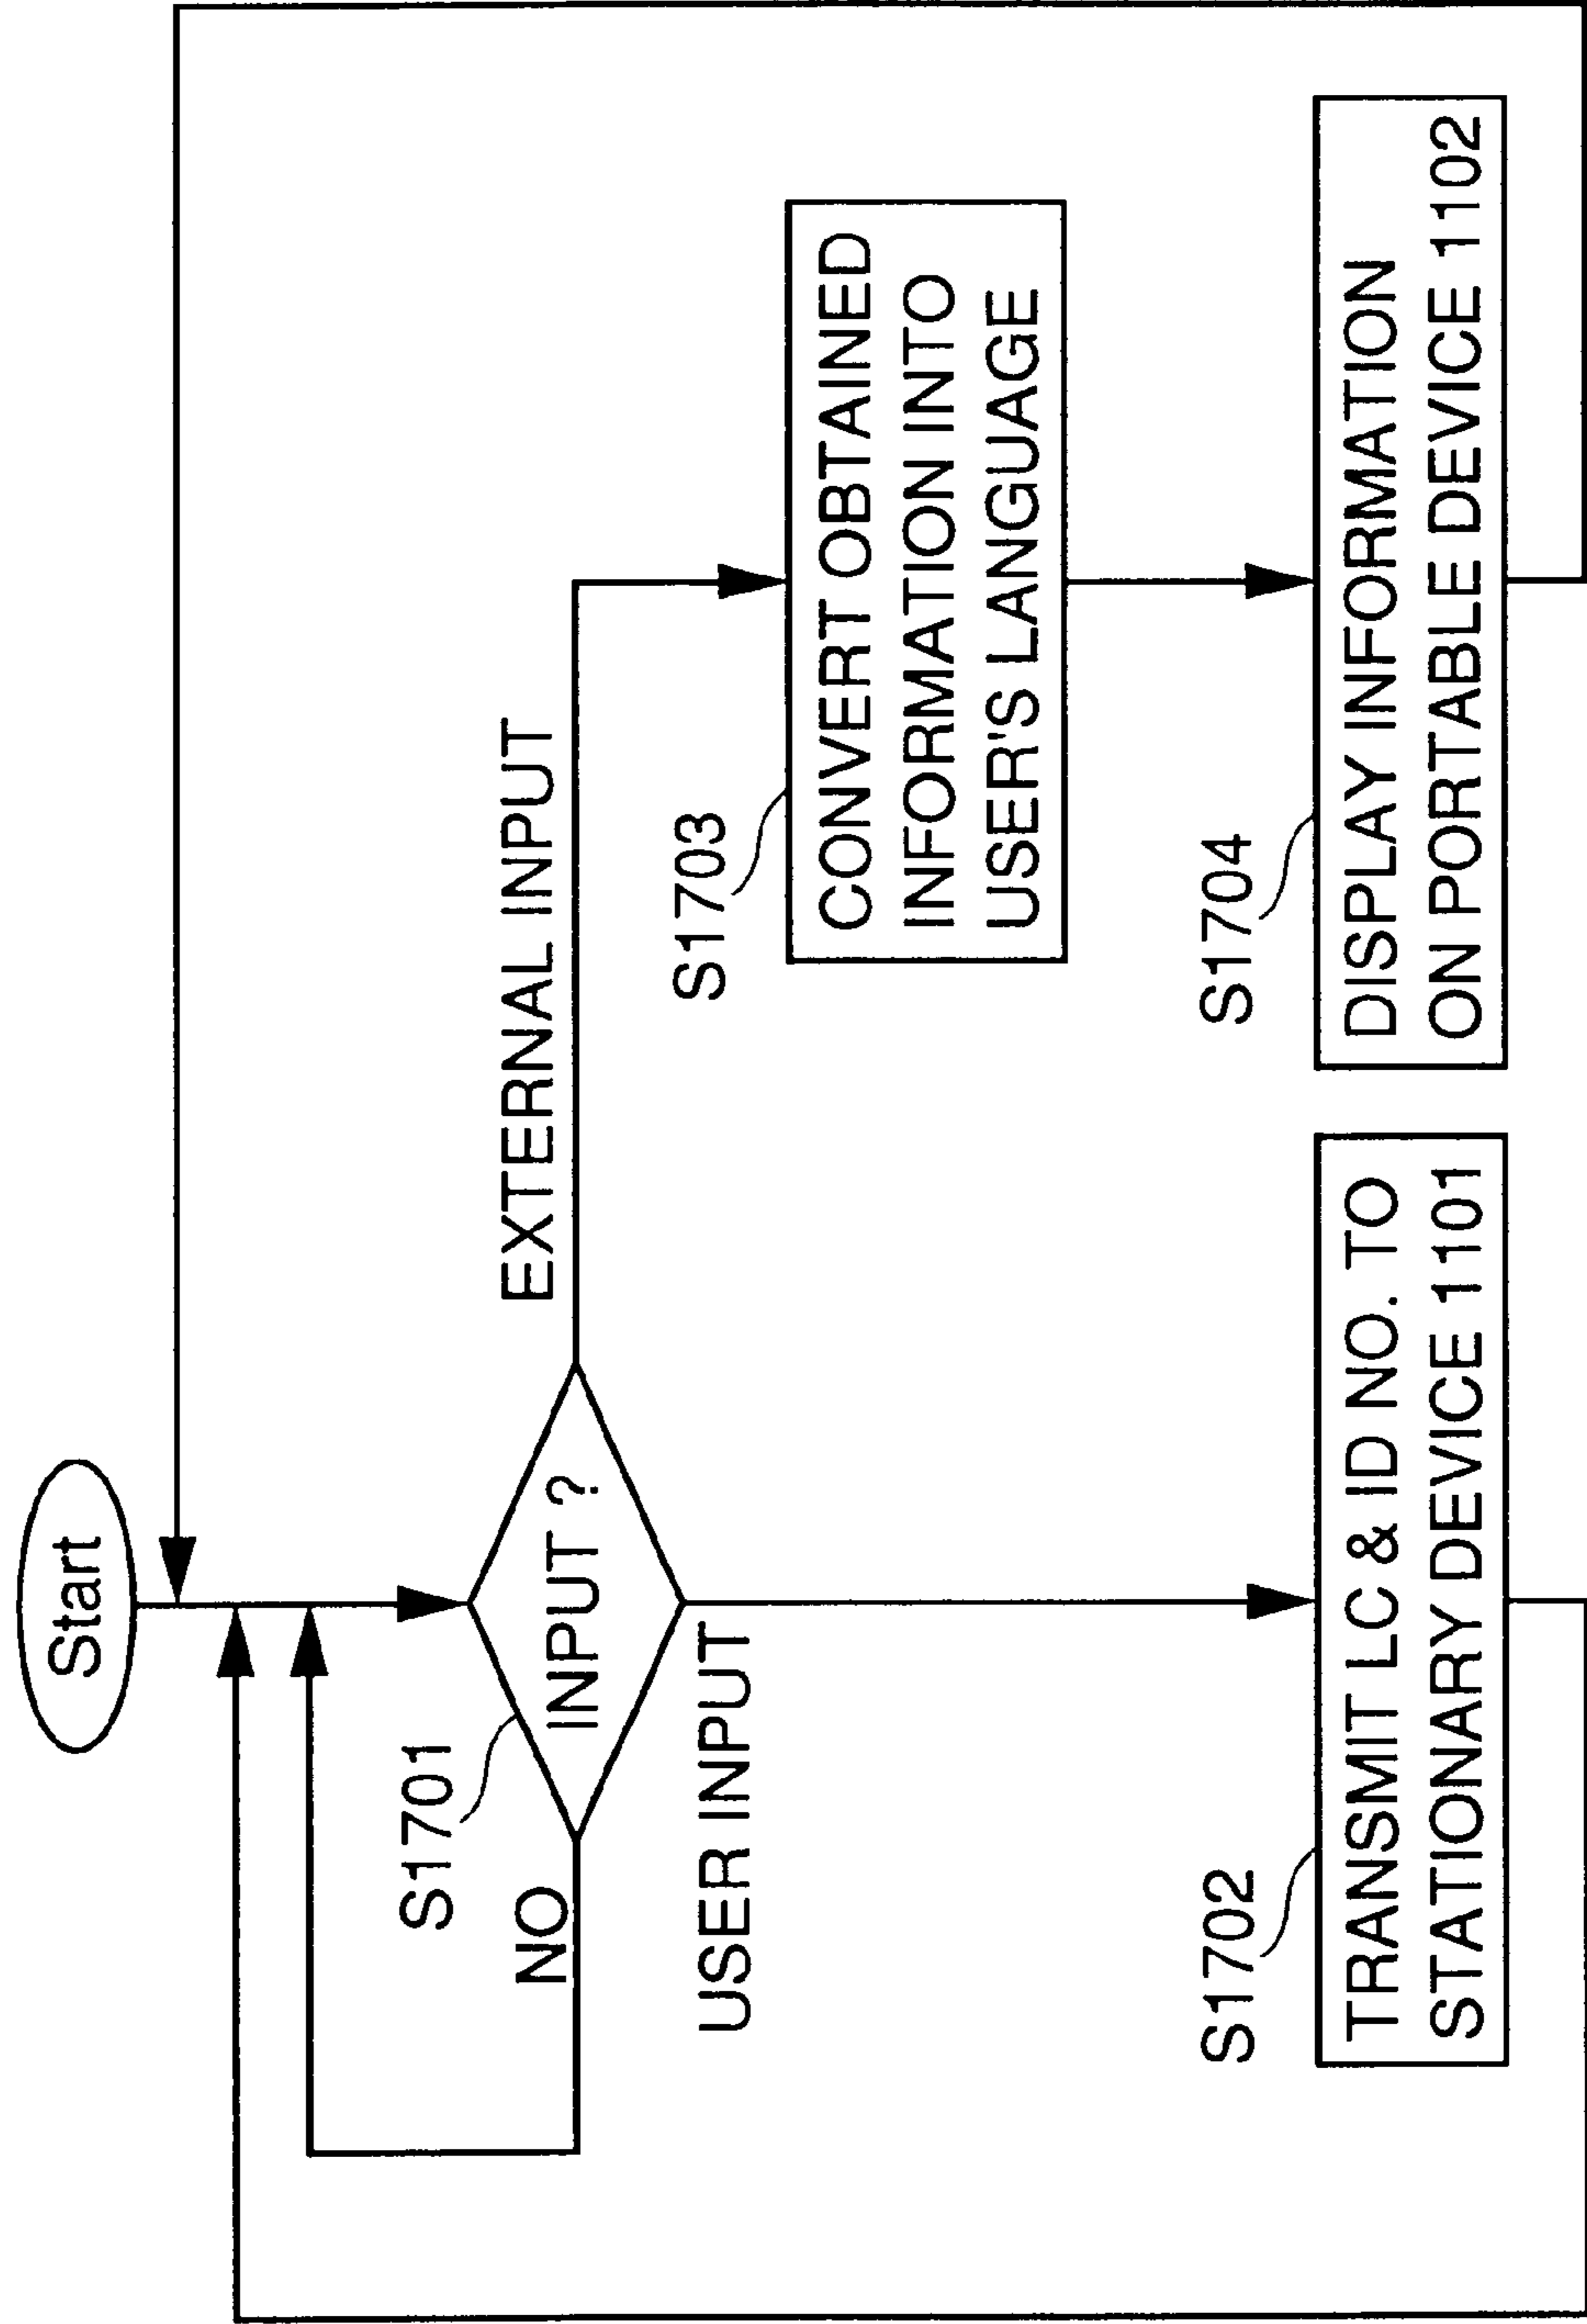 Start
S1701
INPUT ?
NO
EXTERNAL INPUT
USER INPUT
S1703
CONVERT OBTAINED
INFORMATION INTO
USER'S LANGUAGE
S1702
TRANSMIT LC & ID NO. TO
STATIONARY DEVICE 1101
S1704
DISPLAY INFORMATION
ON PORTABLE DEVICE 1102